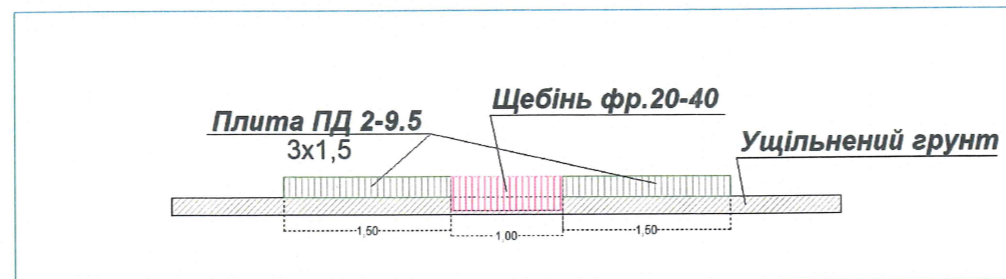 Щебінь фр.20-40
Плита ПД 2-9.5
3х1,5
Ущільнений грунт
1,50
1,00
1,50